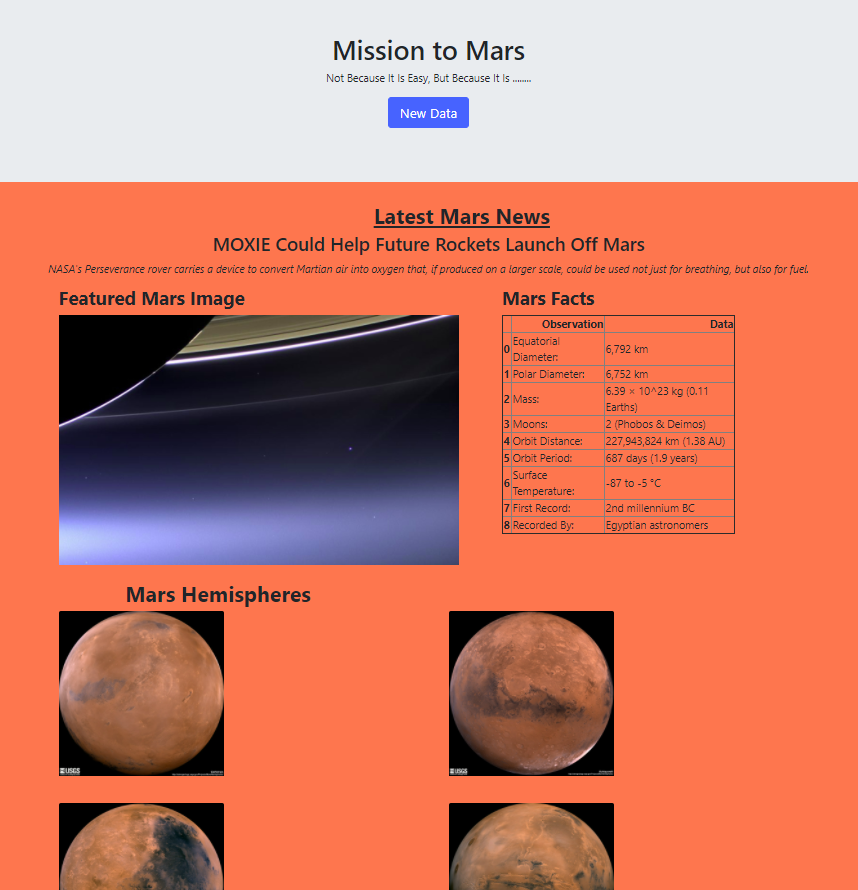 Mission to Mars
Not Because It Is Easy, But Because It Is ........
New Data
Latest Mars News
MOXIE Could Help Future Rockets Launch Off Mars
NASA's Perseverance rover carries a device to convert Martian air into oxygen that, if produced on a larger scale, could be used not just for breathing, but also for fuel.
Featured Mars Image
Mars Facts
Observation Data
0 Equatorial Diameter: 6,792 km
1 Polar Diameter: 6,752 km
2 Mass: 6.39 × 10^23 kg (0.11 Earths)
3 Moons: 2 (Phobos & Deimos)
4 Orbit Distance: 227,943,824 km (1.38 AU)
5 Orbit Period: 687 days (1.9 years)
6 Surface Temperature: -87 to -5 °C
7 First Record: 2nd millennium BC
8 Recorded By: Egyptian astronomers
Mars Hemispheres
USGS
USGS